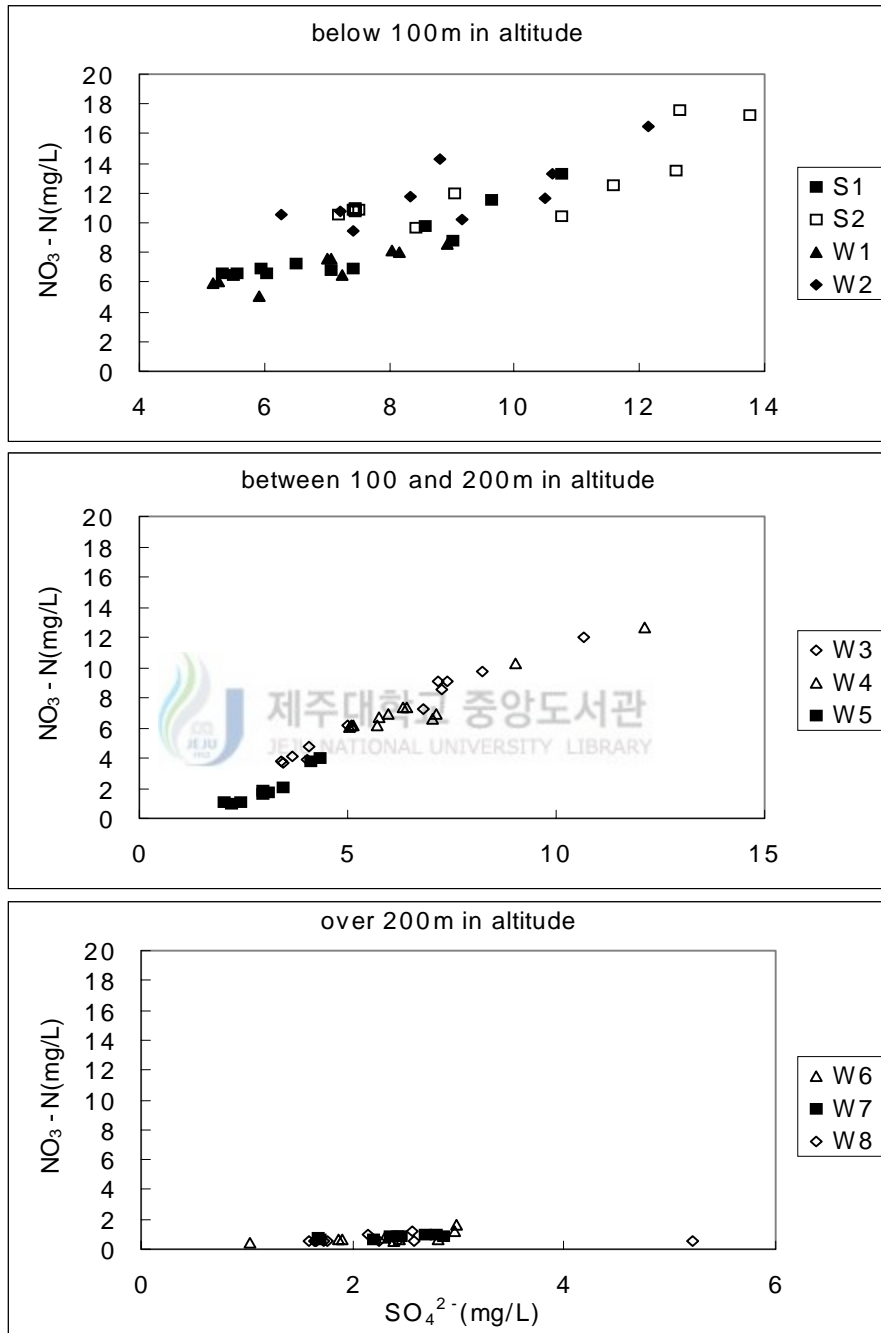 below 100m in altitude
NO₃ - N(mg/L)
20
18
16
14
12
10
8
6
4
2
0
4 6 8 10 12 14
S1
S2
W1
W2
between 100 and 200m in altitude
NO₃ - N(mg/L)
20
18
16
14
12
10
8
6
4
2
0
0 5 10 15
W3
W4
W5
제주대학교 중앙도서관
JEJU NATIONAL UNIVERSITY LIBRARY
JEJU
1952
over 200m in altitude
NO₃ - N(mg/L)
20
18
16
14
12
10
8
6
4
2
0
0 2 4 6
SO₄²⁻(mg/L)
W6
W7
W8